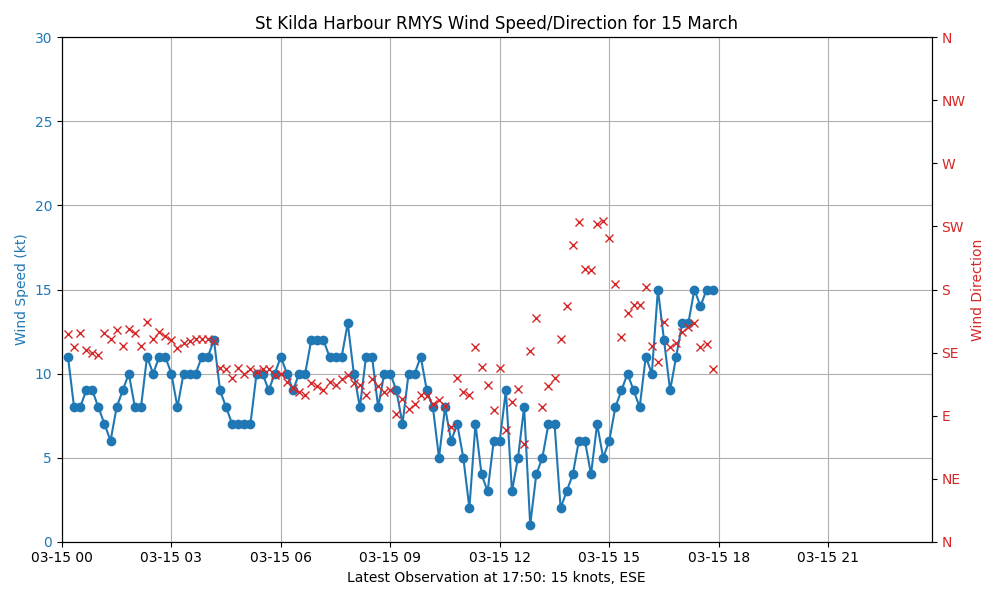 St Kilda Harbour RMYS Wind Speed/Direction for 15 March
30
25
20
15
10
5
0
Wind Speed (kt)
N
NW
W
SW
S
SE
E
NE
N
Wind Direction
03-15 00
03-15 03
03-15 06
03-15 09
03-15 12
03-15 15
03-15 18
03-15 21
Latest Observation at 17:50: 15 knots, ESE